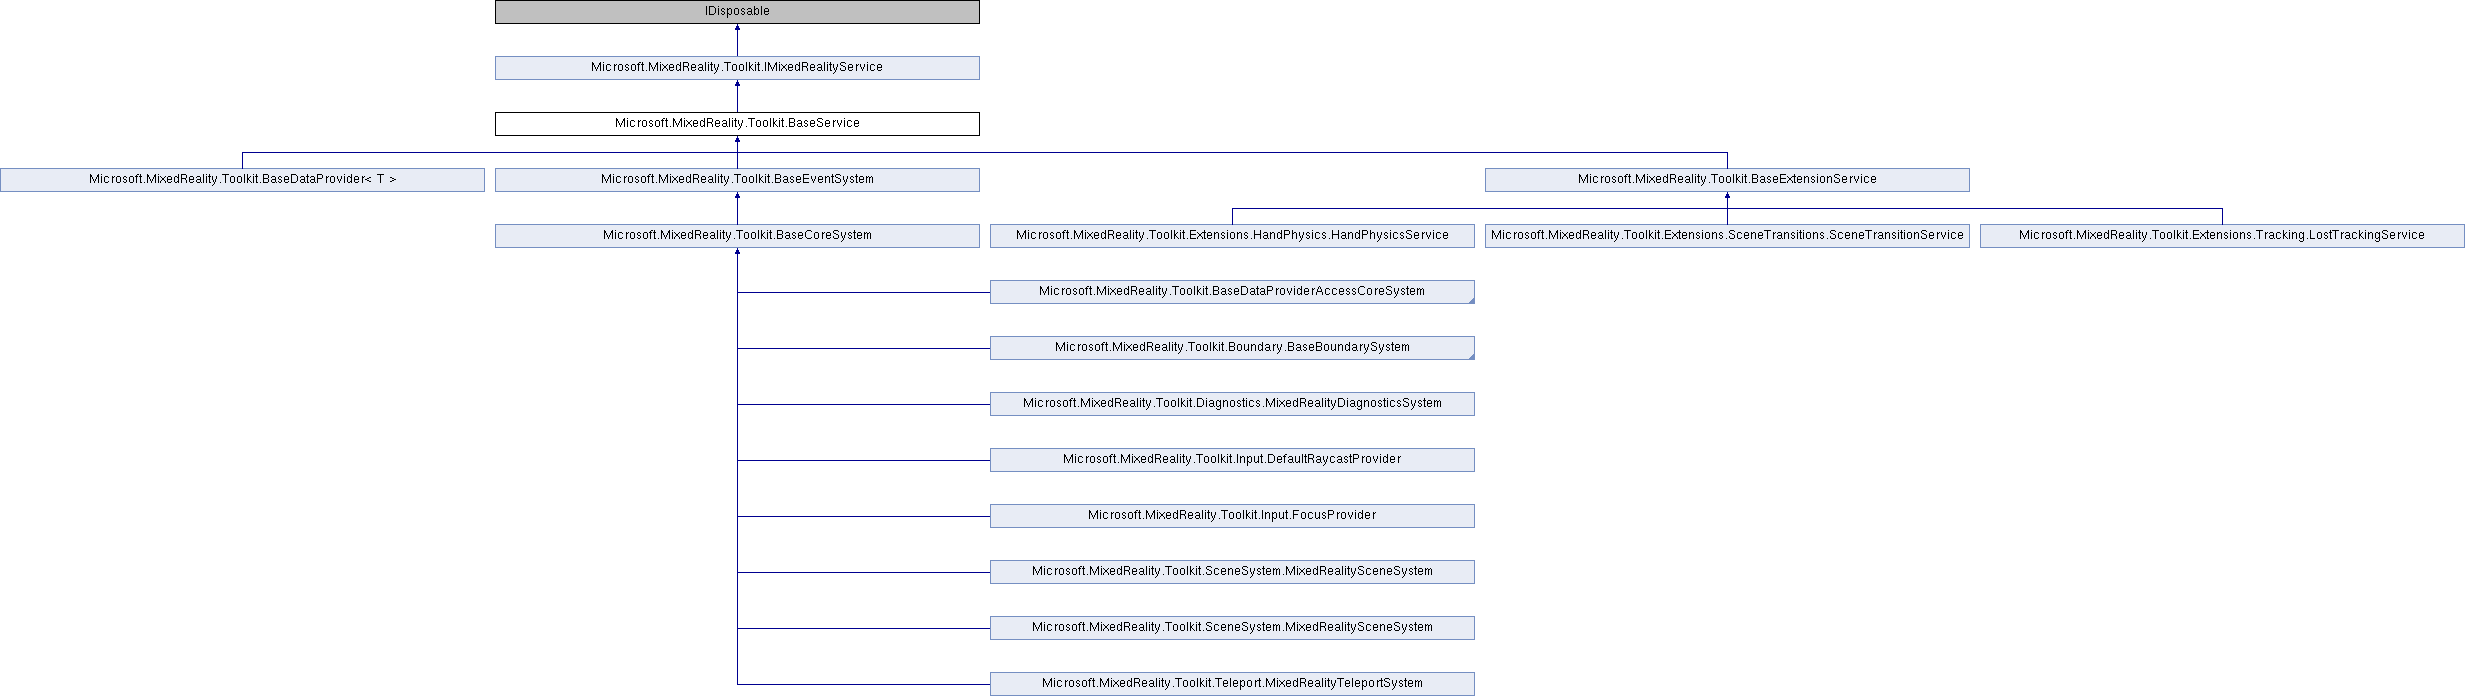 IDisposable
Microsoft.MixedReality.Toolkit.IMixedRealityService
Microsoft.MixedReality.Toolkit.BaseService
Microsoft.MixedReality.Toolkit.BaseDataProvider< T >
Microsoft.MixedReality.Toolkit.BaseEventSystem
Microsoft.MixedReality.Toolkit.BaseExtensionService
Microsoft.MixedReality.Toolkit.BaseCoreSystem
Microsoft.MixedReality.Toolkit.Extensions.HandPhysics.HandPhysicsService
Microsoft.MixedReality.Toolkit.Extensions.SceneTransitions.SceneTransitionService
Microsoft.MixedReality.Toolkit.Extensions.Tracking.LostTrackingService
Microsoft.MixedReality.Toolkit.BaseDataProviderAccessCoreSystem
Microsoft.MixedReality.Toolkit.Boundary.BaseBoundarySystem
Microsoft.MixedReality.Toolkit.Diagnostics.MixedRealityDiagnosticsSystem
Microsoft.MixedReality.Toolkit.Input.DefaultRaycastProvider
Microsoft.MixedReality.Toolkit.Input.FocusProvider
Microsoft.MixedReality.Toolkit.SceneSystem.MixedRealitySceneSystem
Microsoft.MixedReality.Toolkit.SceneSystem.MixedRealitySceneSystem
Microsoft.MixedReality.Toolkit.Teleport.MixedRealityTeleportSystem